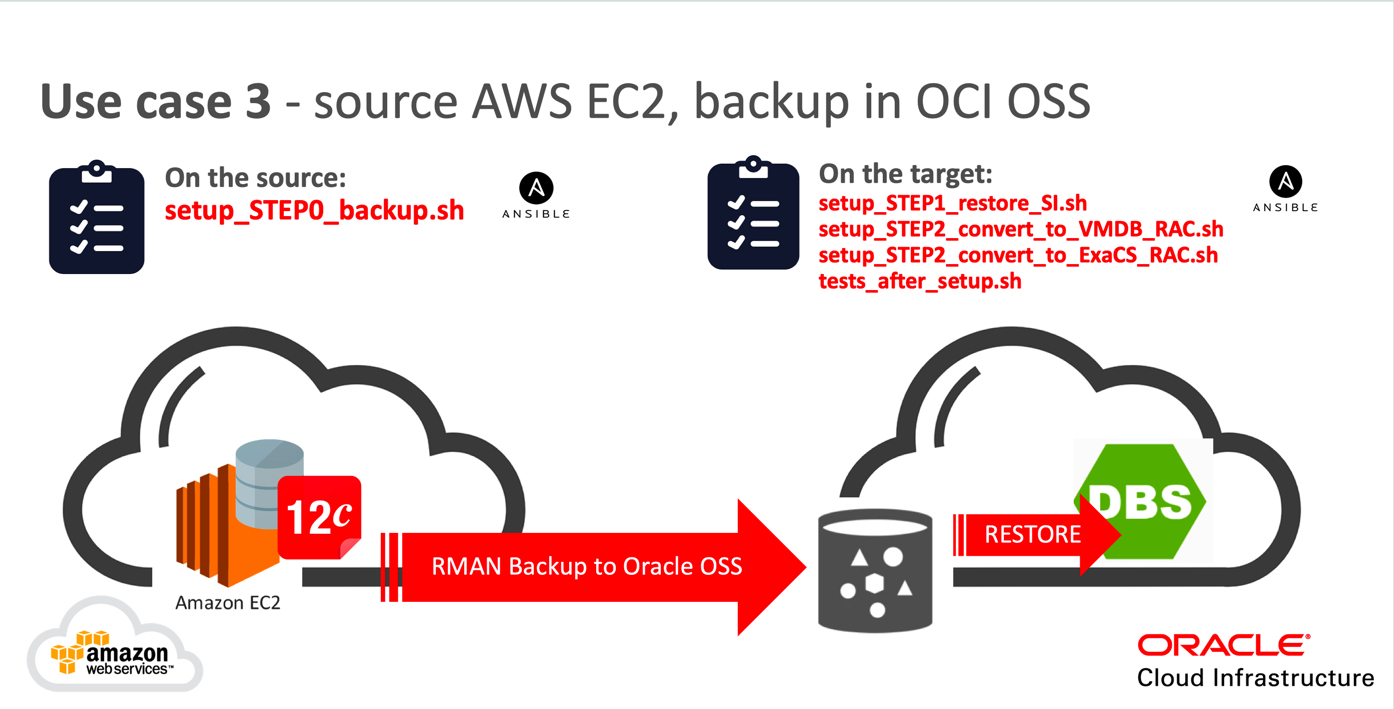 Use case 3 - source AWS EC2, backup in OCI OSS
On the source:
setup_STEP0_backup.sh
ANSIBLE
On the target:
setup_STEP1_restore_SI.sh
setup_STEP2_convert_to_VMDB_RAC.sh
setup_STEP2_convert_to_ExaCS_RAC.sh
tests_after_setup.sh
ANSIBLE
12c
Amazon EC2
RMAN Backup to Oracle OSS
RESTORE
DBS
amazon
webservices™
ORACLE®
Cloud Infrastructure